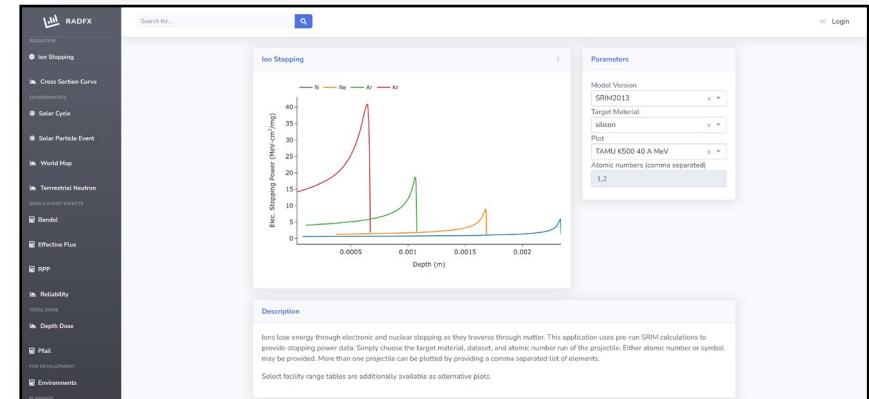 RADFX
Search for...
Login
RADIATION
Ion Stopping
Cross Section Curve
ENVIRONMENTS
Solar Cycle
Solar Particle Event
World Map
Terrrestrial Neutron
SINGLE EVENT EFFECTS
Bendel
Effective Flux
RPP
Reliability
TOTAL DOSE
Depth Dose
Pfail
FOR DEVELOPMENT
Environments
PLANNING
Ion Stopping
N Ne Ar Kr
Elec. Stopping Power (MeV-cm²/mg)
40
35
30
25
20
15
10
5
0
0.0005 0.001 0.0015 0.002
Depth (m)
Parameters
Model Version
SRIM2013
Target Material
silicon
Plot
TAMU K500 40 A MeV
Atomic numbers (comma separated)
1,2
Description
Ions lose energy through electronic and nuclear stopping as they traverse through matter. This application uses pre-run SRIM calculations to
provide stopping power data. Simply choose the target material, dataset, and atomic number run of the projectile. Either atomic number or symbol
may be provided. More than one projectile can be plotted by providing a comma separated list of elements.
Select facility range tables are additionally available as alternative plots.